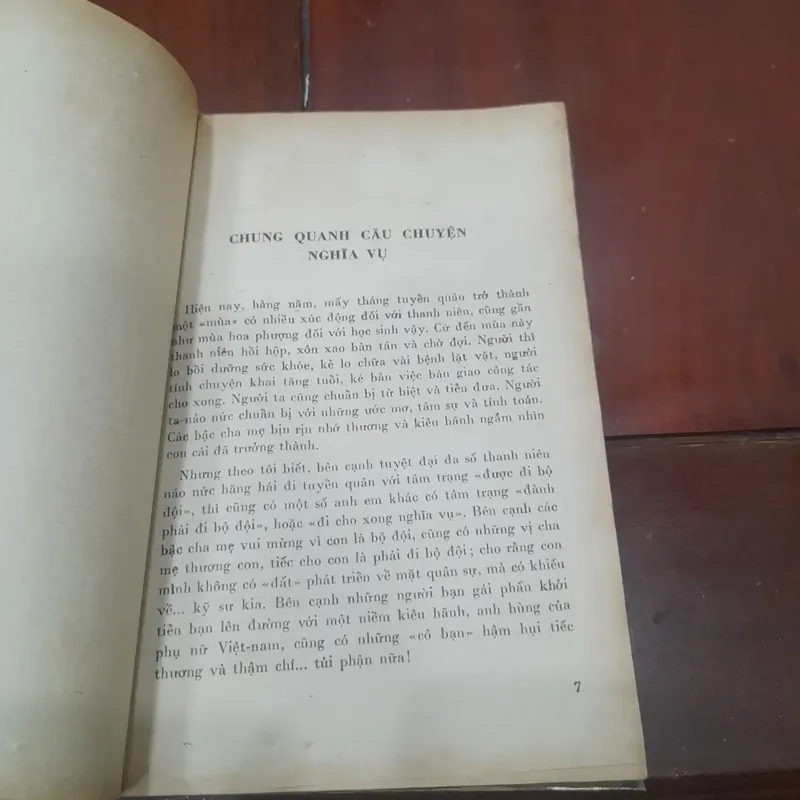 CHUNG QUANH CÂU CHUYỆN
NGHĨA VỤ
Hiện nay, hàng năm, mấy tháng tuyển quân trở thành
một «mùa» có nhiều xúc động đối với thanh niên, cũng gần
như mùa hoa phượng đối với học sinh vậy. Cứ đến mùa này
thanh niên hồi hộp, xôn xao bàn tán và chờ đợi. Người thì
lo bồi dưỡng sức khỏe, kẻ lo chữa vài bệnh lặt vặt, người
tính chuyện khai tăng tuổi, kẻ bàn việc bàn giao công tác
cho xong. Người ta cũng chuẩn bị từ biệt và tiễn đưa. Người
ta náo nức chuẩn bị với những ước mơ, tâm sự và tính toán.
Các bậc cha mẹ bịn rịn nhớ thương và kiêu hãnh ngắm nhìn
con cái đã trưởng thành.
Nhưng theo tôi biết, bên cạnh tuyệt đại đa số thanh niên
náo nức hăng hái đi tuyển quân với tâm trạng «được đi bộ
đội», thì cũng có một số anh em khác có tâm trạng «đành
phải đi bộ đội», hoặc «đi cho xong nghĩa vụ». Bên cạnh các
bậc cha mẹ vui mừng vì con là bộ đội, cũng có những vị cha
mẹ thương con, tiếc cho con là phải đi bộ đội; cho rằng con
mình không có «đất» phát triển về mặt quân sự, mà có khiếu
về... kỹ sư kia. Bên cạnh những người bạn gái phấn khởi
tiễn bạn lên đường với một niềm kiêu hãnh, anh hùng của
phụ nữ Việt-nam, cũng có những «cô bạn» hậm hụi tiếc
thương và thậm chí... tủi phận nữa!
7